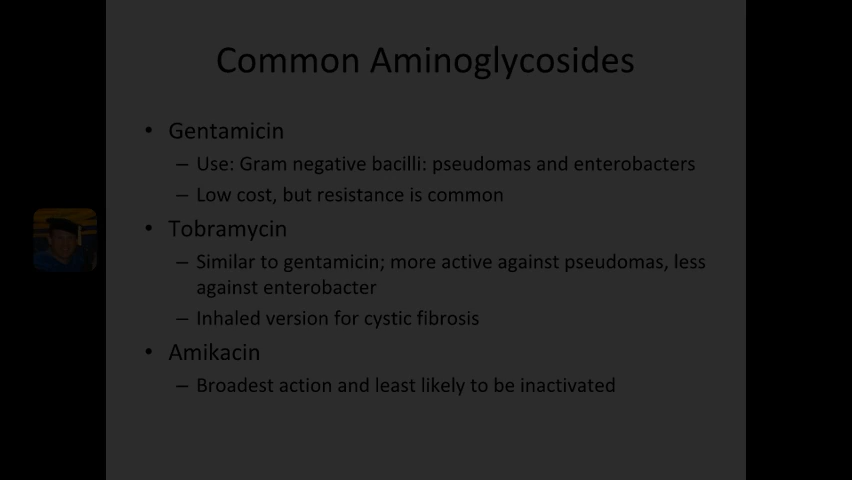 Common Aminoglycosides
• Gentamicin
– Use: Gram negative bacilli: pseudomas and enterobacters
– Low cost, but resistance is common
• Tobramycin
– Similar to gentamicin; more active against pseudomas, less
against enterobacter
– Inhaled version for cystic fibrosis
• Amikacin
– Broadest action and least likely to be inactivated